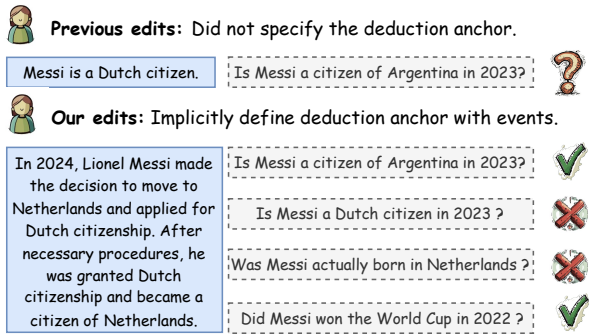 Previous edits: Did not specify the deduction anchor.
Messi is a Dutch citizen.
Is Messi a citizen of Argentina in 2023?
Our edits: Implicitly define deduction anchor with events.
In 2024, Lionel Messi made
the decision to move to
Netherlands and applied for
Dutch citizenship. After
necessary procedures, he
was granted Dutch
citizenship and became a
citizen of Netherlands.
Is Messi a citizen of Argentina in 2023?
Is Messi a Dutch citizen in 2023 ?
Was Messi actually born in Netherlands ?
Did Messi won the World Cup in 2022 ?